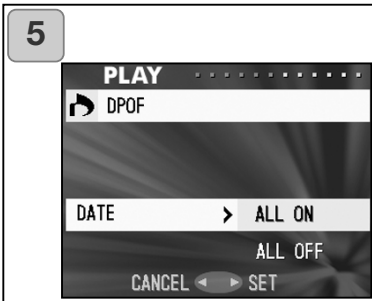 5
PLAY
DPOF
DATE > ALL ON
ALL OFF
CANCEL ◄ ► SET